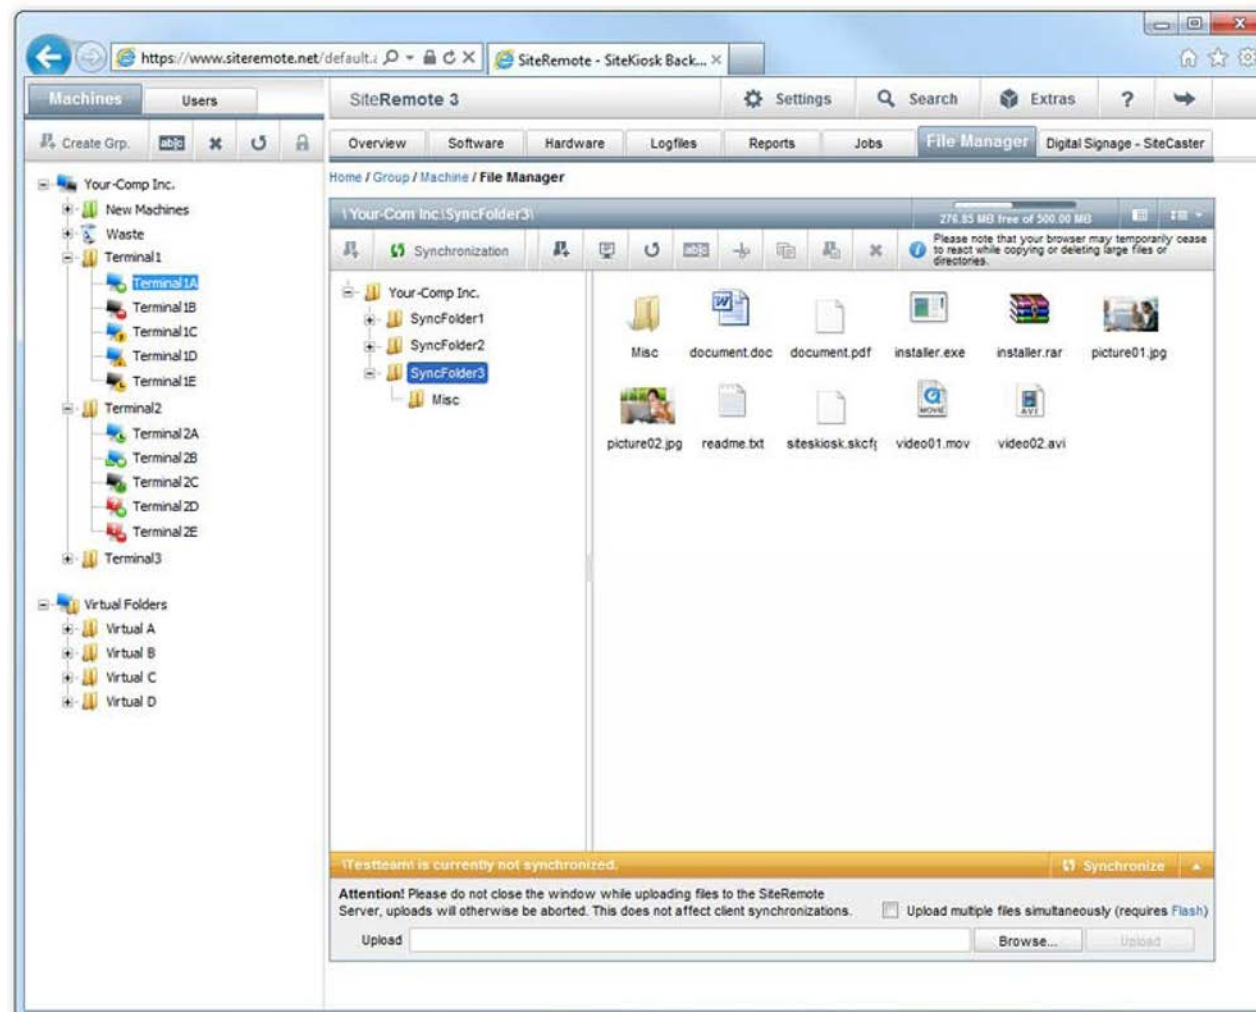 https://www.siteremote.net/default.a
SiteRemote - SiteKiosk Back...
Machines
Users
SiteRemote 3
Settings
Search
Extras
?
Create Grp.
ab|c
Overview
Software
Hardware
Logfiles
Reports
Jobs
File Manager
Digital Signage - SiteCaster
Home / Group / Machine / File Manager
Your-Comp Inc.
New Machines
Waste
Terminal1
Terminal1A
Terminal1B
Terminal1C
Terminal1D
Terminal1E
Terminal2
Terminal2A
Terminal2B
Terminal2C
Terminal2D
Terminal2E
Terminal3
Virtual Folders
Virtual A
Virtual B
Virtual C
Virtual D
\ Your-Com Inc.\SyncFolder3\
276.85 MB free of 500.00 MB
Synchronization
ab|c
Please note that your browser may temporarily cease
to react while copying or deleting large files or
directories.
Your-Comp Inc.
SyncFolder1
SyncFolder2
SyncFolder3
Misc
Misc
document.doc
document.pdf
installer.exe
installer.rar
picture01.jpg
MOVIE
AVI
picture02.jpg
readme.txt
siteskiosk.skcfg
video01.mov
video02.avi
\Testteam\ is currently not synchronized.
Synchronize
Attention! Please do not close the window while uploading files to the SiteRemote
Server, uploads will otherwise be aborted. This does not affect client synchronizations.
Upload multiple files simultaneously (requires Flash)
Upload
Browse...
Upload